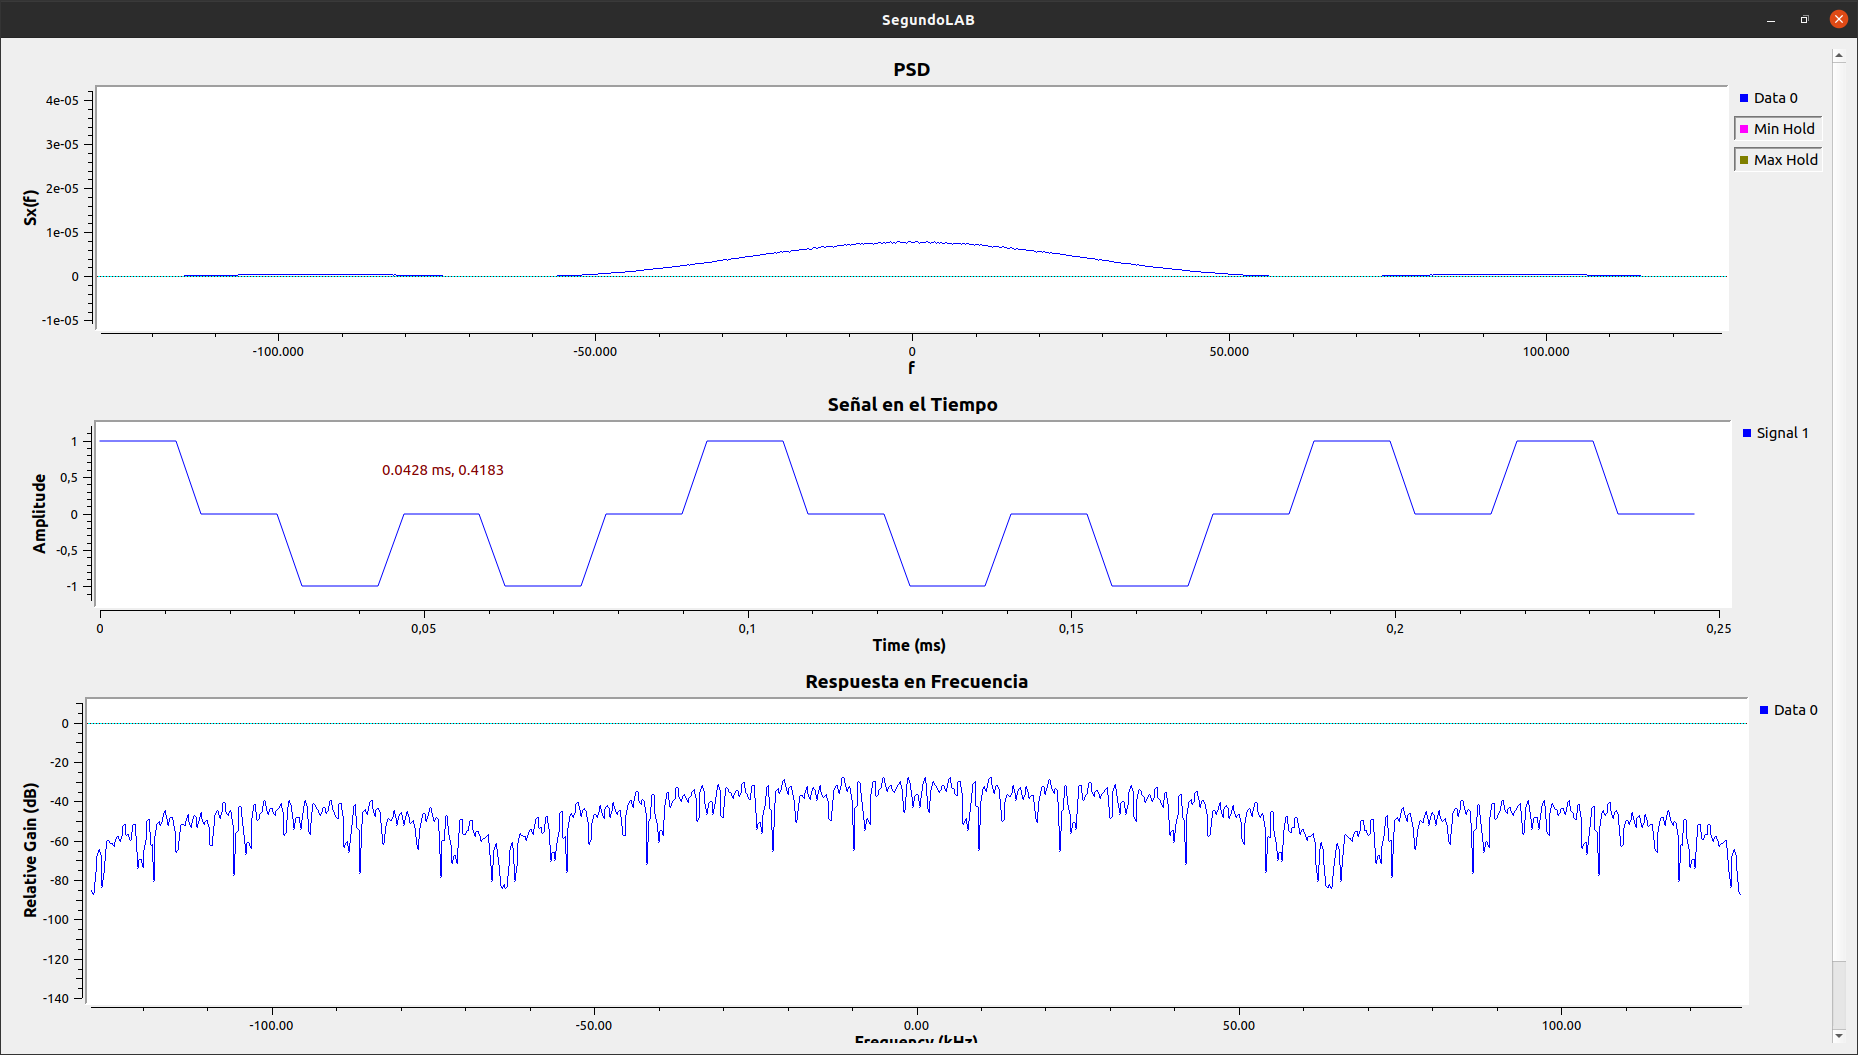 SegundoLAB
PSD
4e-05
3e-05
2e-05
1e-05
0
-1e-05
Sx(f)
-100.000 -50.000 0 50.000 100.000
f
Data 0
Min Hold
Max Hold
Señal en el Tiempo
1
0,5
0
-0,5
-1
Amplitude
0.0428 ms, 0.4183
0 0,05 0,1 0,15 0,2 0,25
Time (ms)
Signal 1
Respuesta en Frecuencia
0
-20
-40
-60
-80
-100
-120
-140
Relative Gain (dB)
-100.00 -50.00 0.00 50.00 100.00
Frequency (kHz)
Data 0